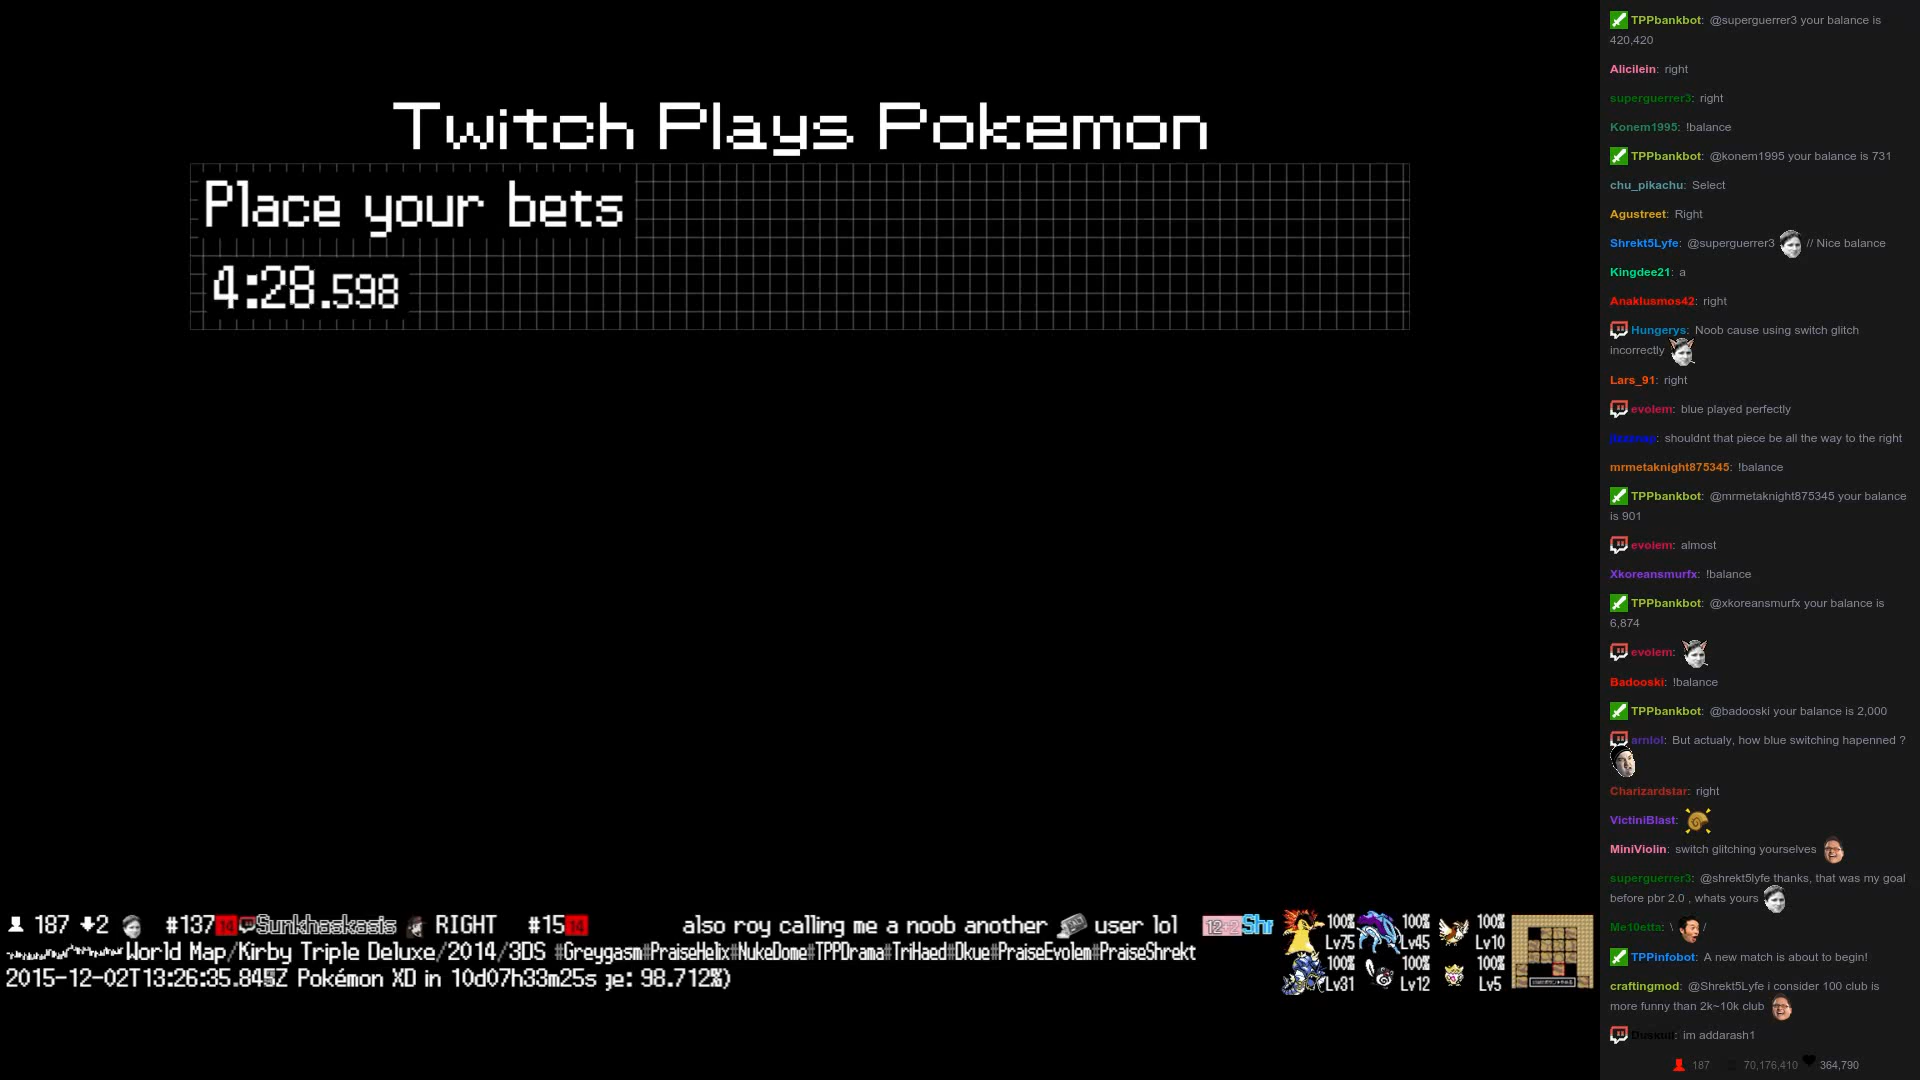 Twitch Plays Pokemon
Place your bets
4:28.598
187 2 #137 14 Sunkhaskasis RIGHT #15 14 also roy calling me a noob another user lol Shr
World Map/Kirby Triple Deluxe/2014/3DS #Greygasm#PraiseHelix#NukeDome#TPPDrama#TriHaed#Dkue#PraiseEvolem#PraiseShrekt
Pokémon XD in 10d07h33m25s ge: 98.712%)
100% 100% 100%
Lv75 Lv45 Lv10
100% 100% 100%
Lv31 Lv12 Lv5
TPPbankbot: @superguerrer3 your balance is
420,420
Alicilein: right
superguerrer3: right
Konem1995: !balance
TPPbankbot: @konem1995 your balance is 731
chu_pikachu: Select
Agustreet: Right
Shrekt5Lyfe: @superguerrer3 // Nice balance
Kingdee21: a
Anaklusmos42: right
Hungerys: Noob cause using switch glitch
incorrectly
Lars_91: right
evolem: blue played perfectly
: shouldnt that piece be all the way to the right
mrmetaknight875345: !balance
TPPbankbot: @mrmetaknight875345 your balance
is 901
evolem: almost
Xkoreansmurfx: !balance
TPPbankbot: @xkoreansmurfx your balance is
6,874
evolem:
Badooski: !balance
TPPbankbot: @badooski your balance is 2,000
arniol: But actualy, how blue switching hapenned ?
Charizardstar: right
VictiniBlast:
MiniViolin: switch glitching yourselves
superguerrer3: @shrekt5lyfe thanks, that was my goal
before pbr 2.0 , whats yours
Me10etta: \ /
TPPinfobot: A new match is about to begin!
craftingmod: @Shrekt5Lyfe i consider 100 club is
more funny than 2k~10k club
: im addarash1
187 70,176,410 364,790